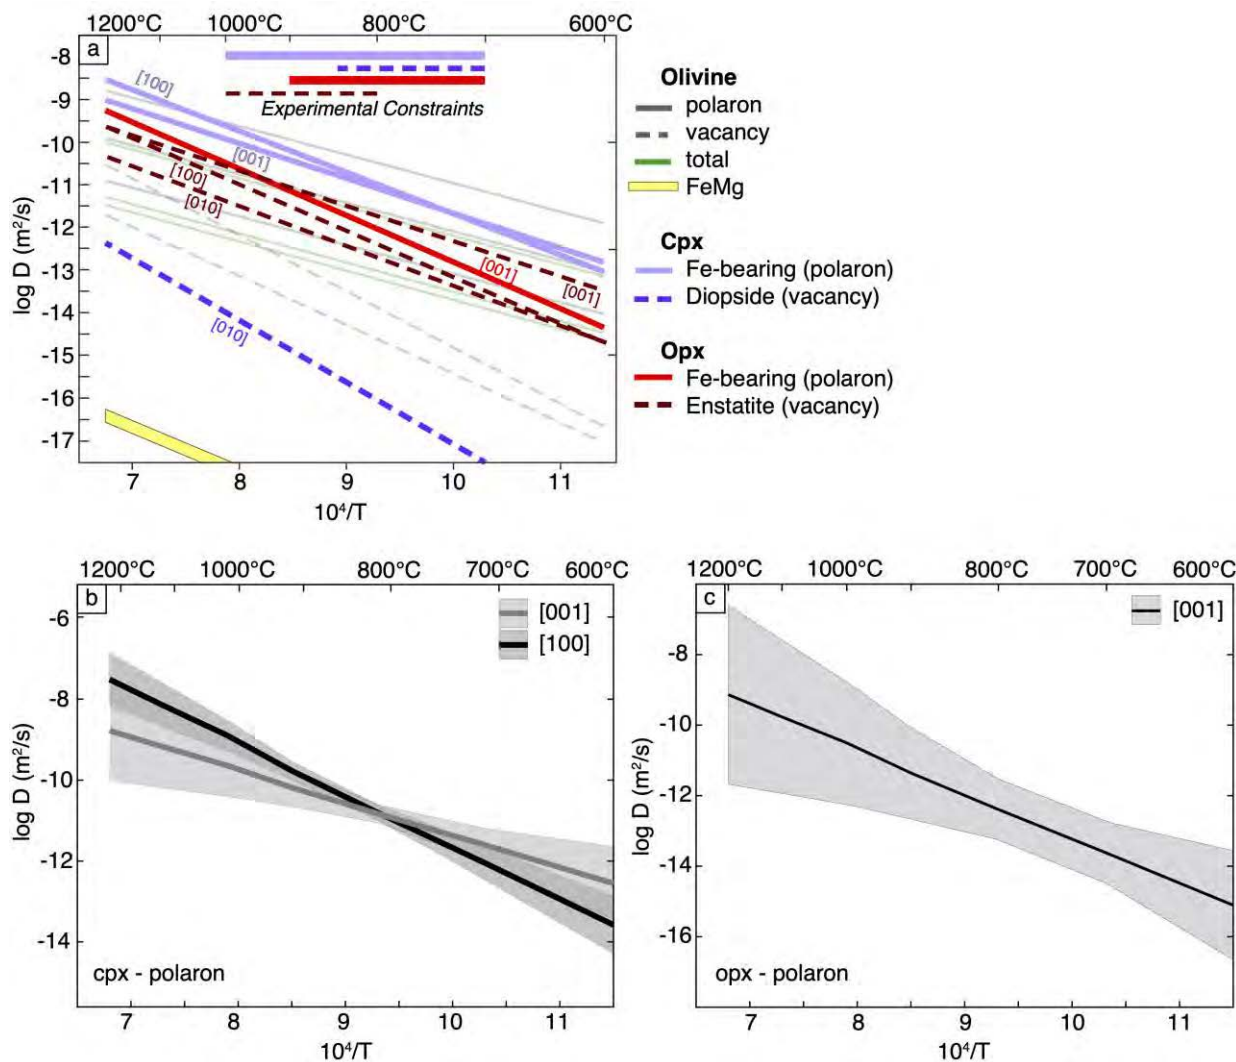 1200°C 1000°C 800°C 600°C
a
-8
-9
-10
-11
-12
-13
-14
-15
-16
-17
log D (m²/s)
[100]
[001]
[100]
[010]
[001]
[001]
[010]
Experimental Constraints
7 8 9 10 11
10⁴/T
Olivine
polaron
vacancy
total
FeMg
Cpx
Fe-bearing (polaron)
Diopside (vacancy)
Opx
Fe-bearing (polaron)
Enstatite (vacancy)
1200°C 1000°C 800°C 700°C 600°C
b
[001]
[100]
-6
-8
-10
-12
-14
log D (m²/s)
cpx - polaron
7 8 9 10 11
10⁴/T
1200°C 1000°C 800°C 700°C 600°C
c
[001]
-8
-10
-12
-14
-16
log D (m²/s)
opx - polaron
7 8 9 10 11
10⁴/T